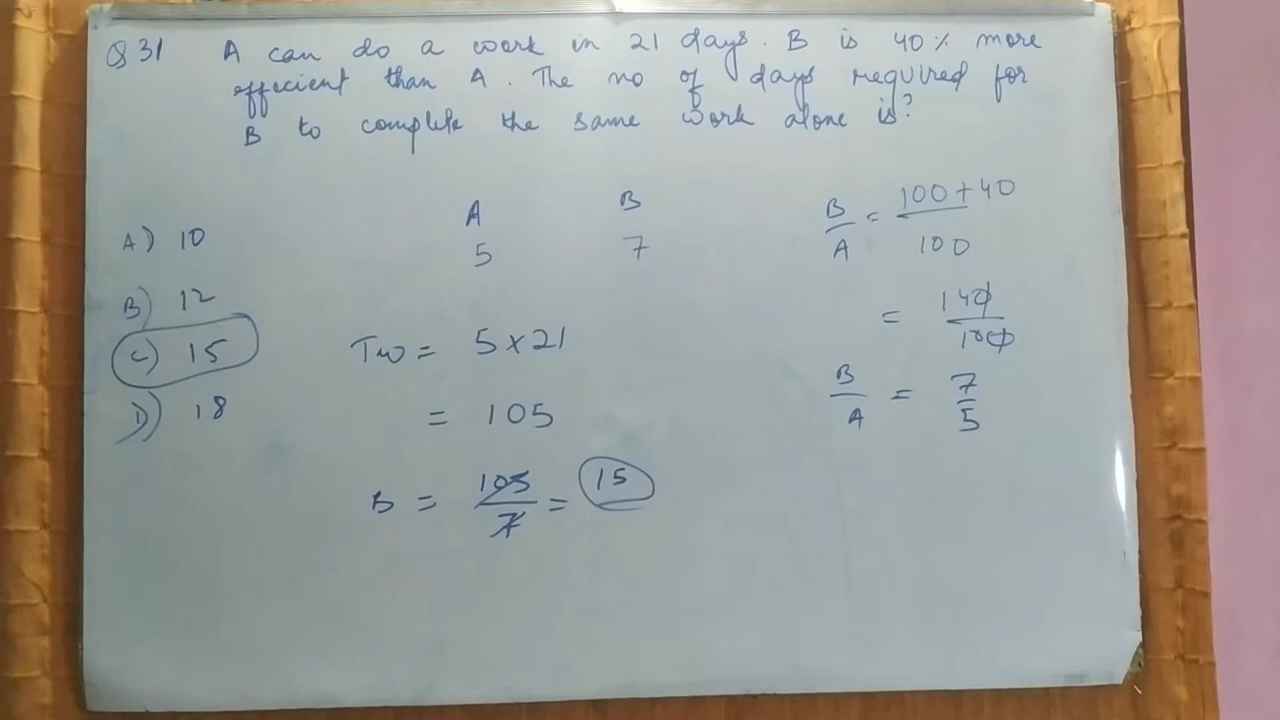 Q 31 A can do a work in 21 days. B is 40% more
efficient than A. The no of days required for
B to complete the same work alone is?
A) 10
B) 12
C) 15
D) 18
A B
5 7
Tw = 5×21
= 105
B = 105/7 = 15
B/A = 100+40/100
= 140/100
B/A = 7/5